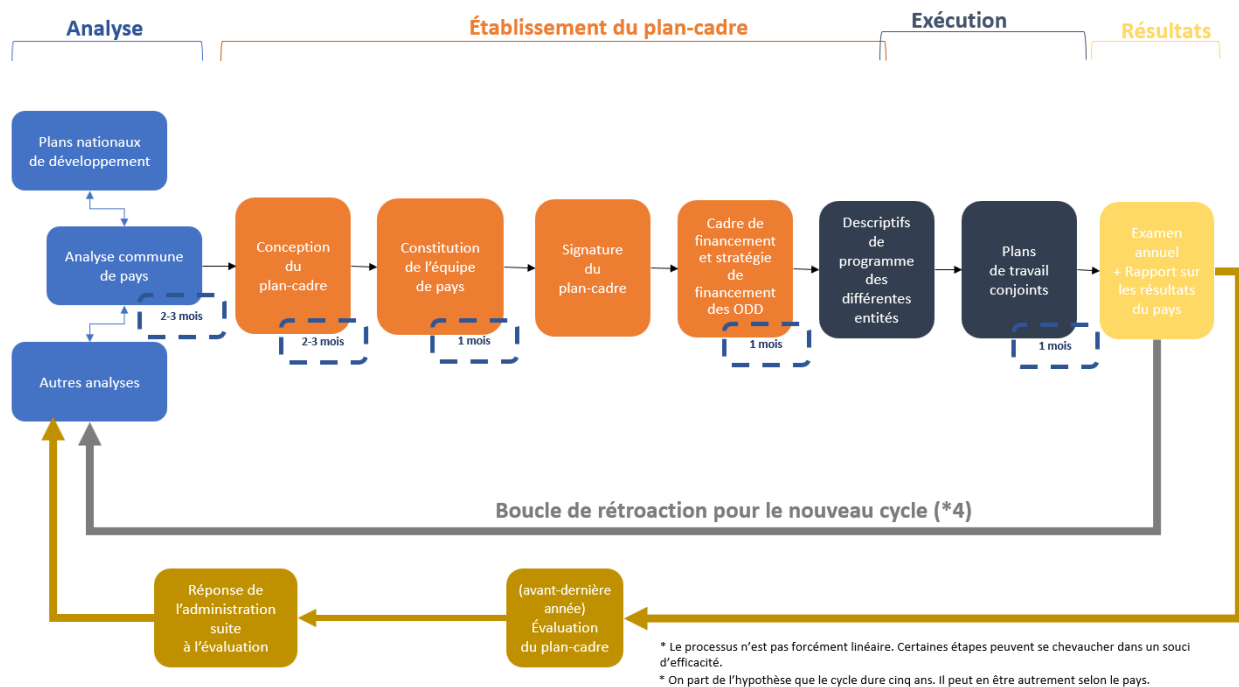 Analyse
Établissement du plan-cadre
Exécution
Résultats
Plans nationaux
de développement
Analyse commune
de pays
2-3 mois
Autres analyses
Conception
du
plan-cadre
2-3 mois
Constitution
de l’équipe
de pays
1 mois
Signature
du
plan-cadre
Cadre de
financement
et stratégie
de
financement
des ODD
1 mois
Descriptifs
de
programme
des
différentes
entités
Plans
de travail
conjoints
1 mois
Examen
annuel
+ Rapport sur
les résultats
du pays
Boucle de rétroaction pour le nouveau cycle (*4)
Réponse de
l’administration
suite
à l’évaluation
(avant-dernière
année)
Évaluation
du plan-cadre
* Le processus n’est pas forcément linéaire. Certaines étapes peuvent se chevaucher dans un souci
d’efficacité.
* On part de l’hypothèse que le cycle dure cinq ans. Il peut en être autrement selon le pays.